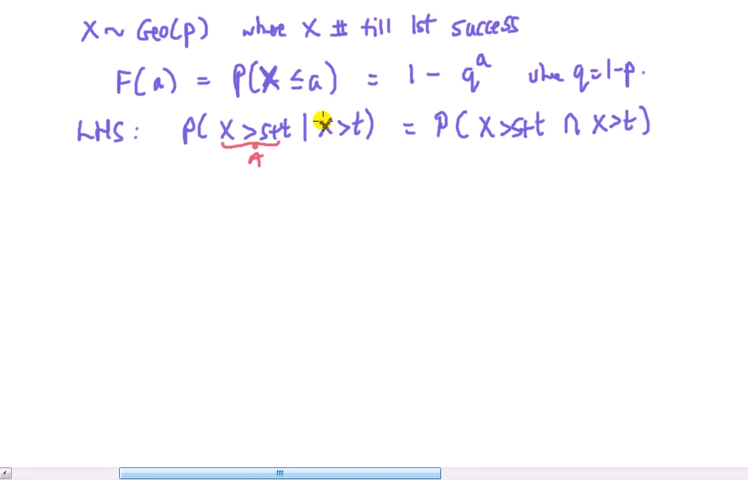 X ~ Geo(p) where X # till 1st success
F(a) = P(X ≤ a) = 1 - q^a where q = 1-p.
LHS: P( X > s+t | X > t) = P( X > s+t ∩ X > t)
A